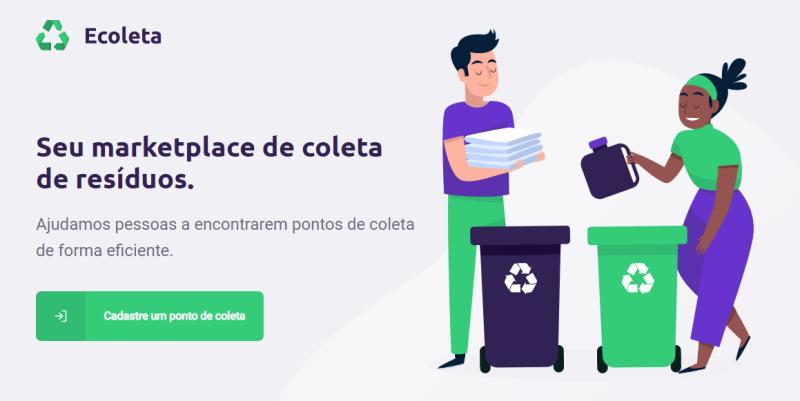 Ecoleta
Seu marketplace de coleta
de resíduos.
Ajudamos pessoas a encontrarem pontos de coleta
de forma eficiente.
Cadastre um ponto de coleta